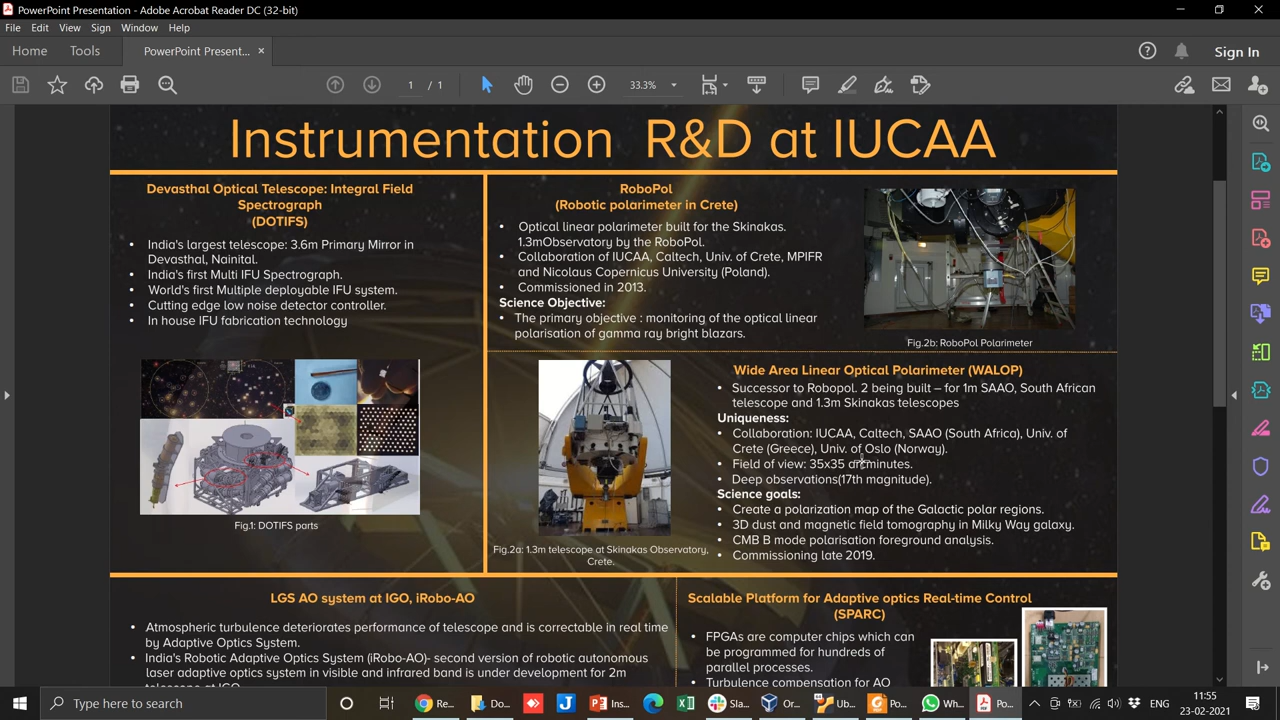 PowerPoint Presentation - Adobe Acrobat Reader DC (32-bit)
File Edit View Sign Window Help
Home Tools PowerPoint Present... × Sign In
1 / 1 33.3%
Instrumentation R&D at IUCAA
Devasthal Optical Telescope: Integral Field
Spectrograph
(DOTIFS)
• India's largest telescope: 3.6m Primary Mirror in
Devasthal, Nainital.
• India's first Multi IFU Spectrograph.
• World's first Multiple deployable IFU system.
• Cutting edge low noise detector controller.
• In house IFU fabrication technology
Fig.1: DOTIFS parts
RoboPol
(Robotic polarimeter in Crete)
• Optical linear polarimeter built for the Skinakas.
1.3mObservatory by the RoboPol.
• Collaboration of IUCAA, Caltech, Univ. of Crete, MPIFR
and Nicolaus Copernicus University (Poland).
• Commissioned in 2013.
Science Objective:
• The primary objective : monitoring of the optical linear
polarisation of gamma ray bright blazars.
Fig.2b: RoboPol Polarimeter
Fig.2a: 1.3m telescope at Skinakas Observatory,
Crete.
Wide Area Linear Optical Polarimeter (WALOP)
• Successor to Robopol. 2 being built – for 1m SAAO, South African
telescope and 1.3m Skinakas telescopes
Uniqueness:
• Collaboration: IUCAA, Caltech, SAAO (South Africa), Univ. of
Crete (Greece), Univ. of Oslo (Norway).
• Field of view: 35x35 arcminutes.
• Deep observations(17th magnitude).
Science goals:
• Create a polarization map of the Galactic polar regions.
• 3D dust and magnetic field tomography in Milky Way galaxy.
• CMB B mode polarisation foreground analysis.
• Commissioning late 2019.
LGS AO system at IGO, iRobo-AO
• Atmospheric turbulence deteriorates performance of telescope and is correctable in real time
by Adaptive Optics System.
• India's Robotic Adaptive Optics System (iRobo-AO)- second version of robotic autonomous
laser adaptive optics system in visible and infrared band is under development for 2m
telescope at IGO
Scalable Platform for Adaptive optics Real-time Control
(SPARC)
• FPGAs are computer chips which can
be programmed for hundreds of
parallel processes.
• Turbulence compensation for AO
Type here to search
Re... Do... Ins... Sla... Or... Ub... Po... Wh... Po...
11:55
23-02-2021